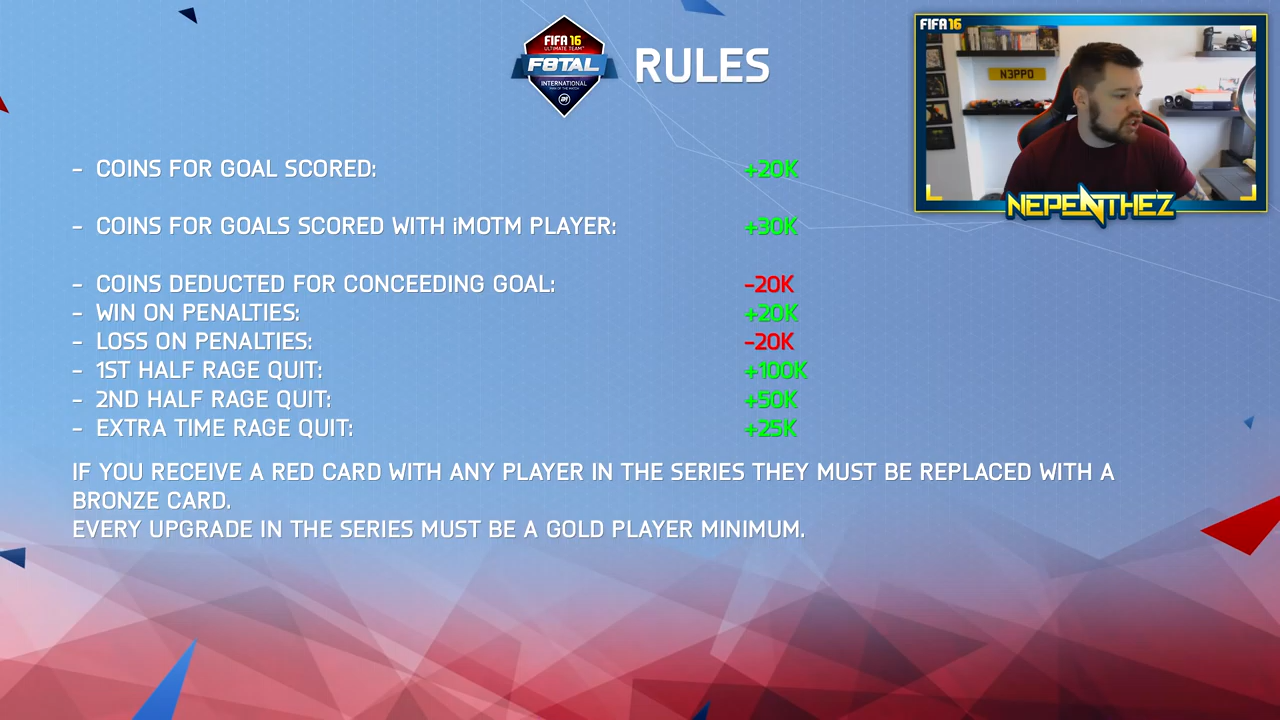 FIFA 16
ULTIMATE TEAM
F8TAL
INTERNATIONAL
MAN OF THE MATCH
RULES
FIFA 16
N3PPO
NEPENTHEZ
- COINS FOR GOAL SCORED: +20K
- COINS FOR GOALS SCORED WITH iMOTM PLAYER: +30K
- COINS DEDUCTED FOR CONCEEDING GOAL: -20K
- WIN ON PENALTIES: +20K
- LOSS ON PENALTIES: -20K
- 1ST HALF RAGE QUIT: +100K
- 2ND HALF RAGE QUIT: +50K
- EXTRA TIME RAGE QUIT: +25K
IF YOU RECEIVE A RED CARD WITH ANY PLAYER IN THE SERIES THEY MUST BE REPLACED WITH A
BRONZE CARD.
EVERY UPGRADE IN THE SERIES MUST BE A GOLD PLAYER MINIMUM.